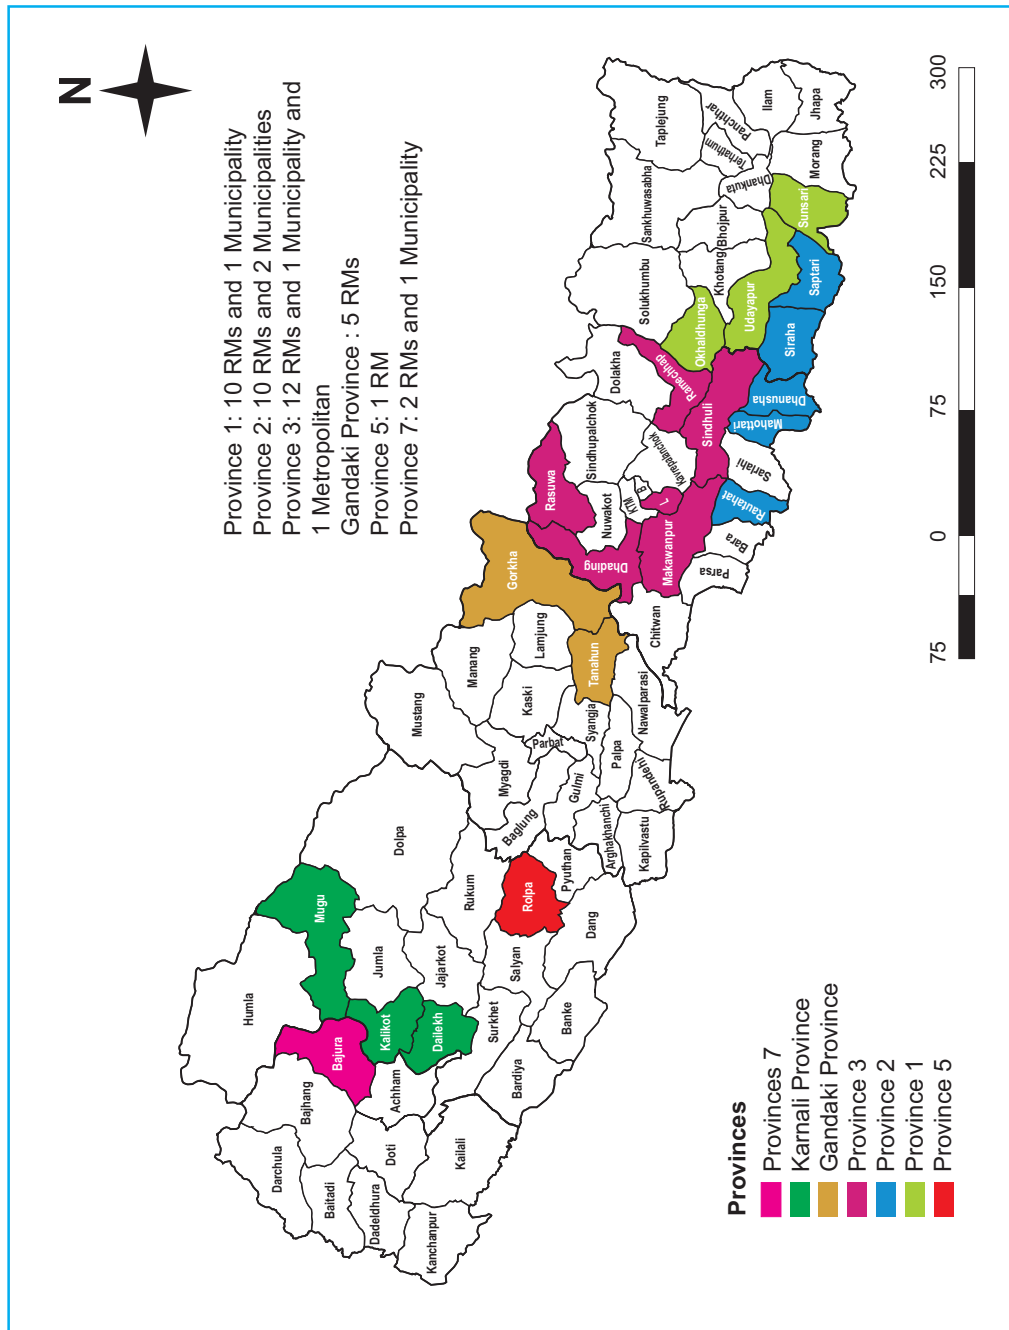 N
Province 1: 10 RMs and 1 Municipality
Province 2: 10 RMs and 2 Municipalities
Province 3: 12 RMs and 1 Municipality and
1 Metropolitan
Gandaki Province : 5 RMs
Province 5: 1 RM
Province 7: 2 RMs and 1 Municipality
Darchula
Bajhang
Humla
Baitadi
Bajura
Mugu
Dadeldhura
Doti
Achham
Kalikot
Jumla
Dolpa
Mustang
Kanchanpur
Kailali
Dailekh
Jajarkot
Rukum
Myagdi
Manang
Gorkha
Bardiya
Surkhet
Salyan
Rolpa
Baglung
Parbat
Kaski
Lamjung
Banke
Dang
Pyuthan
Gulmi
Syangja
Tanahun
Arghakhanchi
Palpa
Kapilvastu
Rupandehi
Nawalparasi
Chitwan
Dhading
Rasuwa
Nuwakot
Sindhupalchok
Dolakha
KTM
B
L
Kavrepalanchok
Ramechhap
Makawanpur
Sindhuli
Parsa
Bara
Rautahat
Sarlahi
Mahottari
Dhanusha
Solukhumbu
Okhaldhunga
Khotang
Udayapur
Siraha
Saptari
Sankhuwasabha
Bhojpur
Dhankuta
Sunsari
Taplejung
Terhathum
Panchthar
Ilam
Morang
Jhapa
Provinces
Provinces 7
Karnali Province
Gandaki Province
Province 3
Province 2
Province 1
Province 5
75 0 75 150 225 300